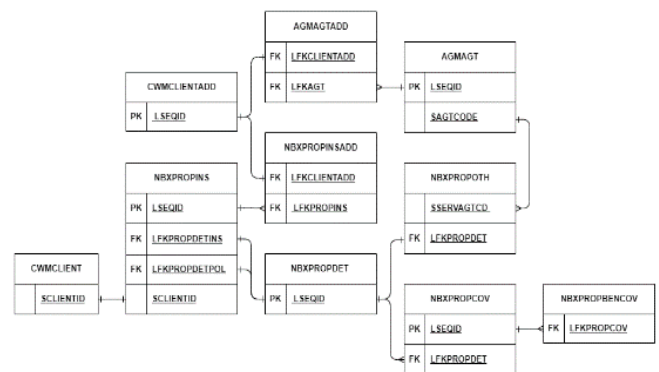 AGMAGTADD
FK LFKCLIENTADD
FK LFKAGT
AGMAGT
PK LSEQID
SAGTCODE
CWMCLIENTADD
PK LSEQID
NBXPROPINSADD
FK LFKCLIENTADD
FK LFKPROPINS
NBXPROPINS
PK LSEQID
FK LFKPROPDETINS
FK LFKPROPDETPOL
SCLIENTID
NBXPROPOTH
SSERVAGTCD
FK LFKPROPDET
CWMCLIENT
SCLIENTID
NBXPROPDET
PK LSEQID
NBXPROPCOV
PK LSEQID
FK LFKPROPDET
NBXPROPBENCOV
FK LFKPROPCOV